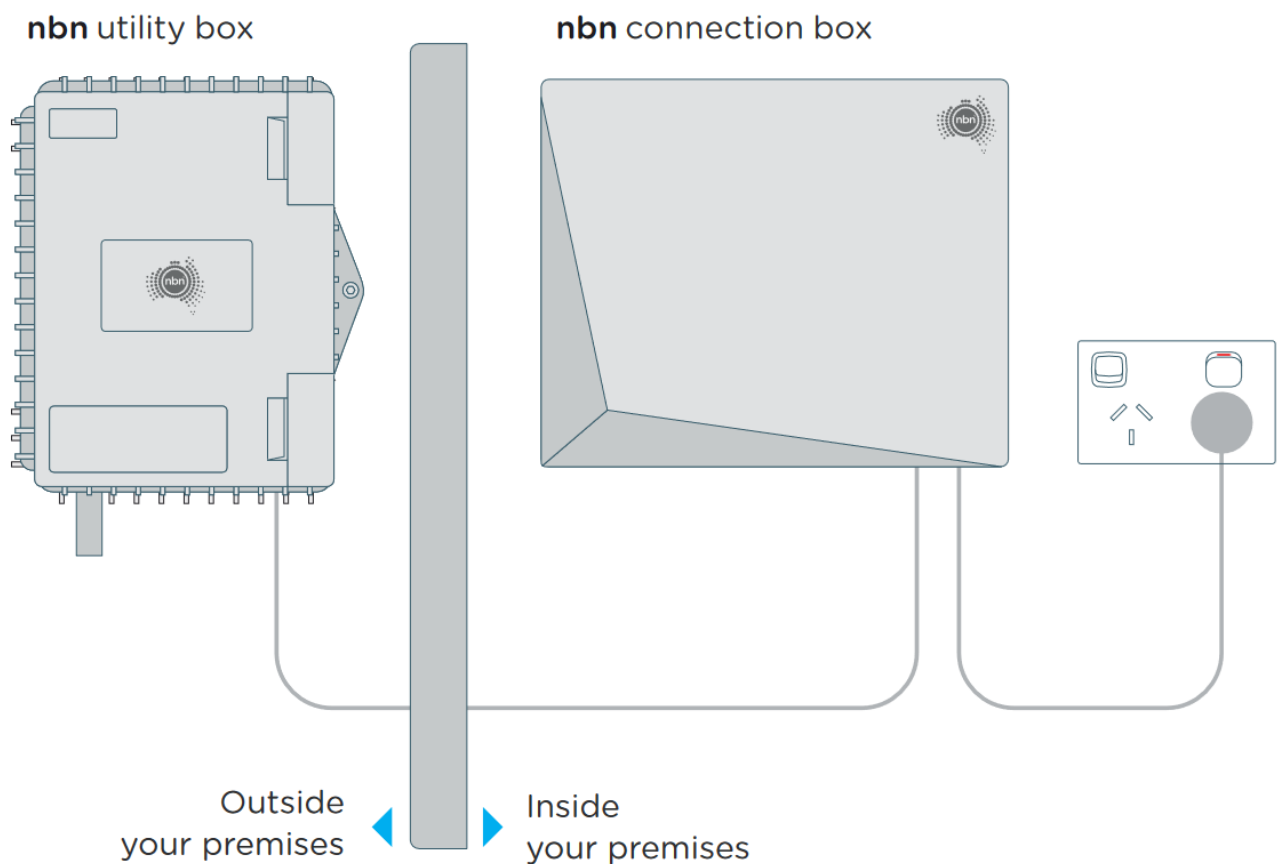 nbn utility box
nbn connection box
nbn
nbn
Outside
your premises
Inside
your premises